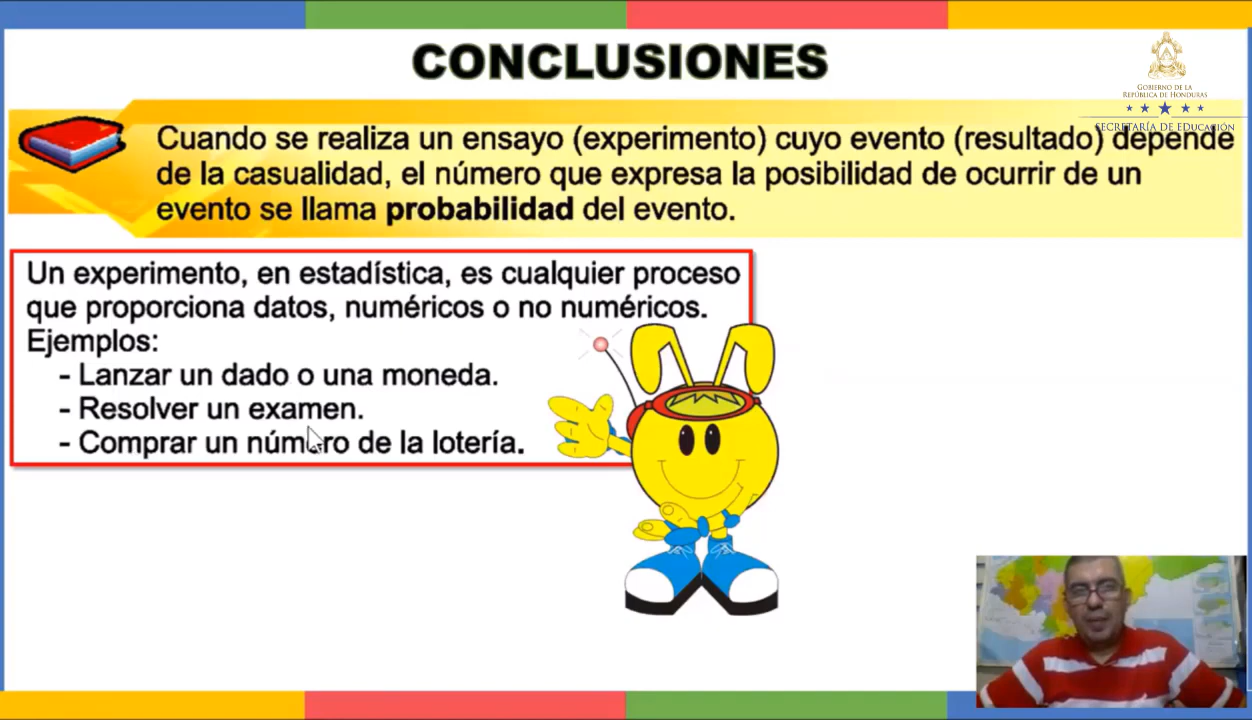 CONCLUSIONES
GOBIERNO DE LA
REPÚBLICA DE HONDURAS
SECRETARÍA DE EDUCACIÓN
Cuando se realiza un ensayo (experimento) cuyo evento (resultado) depende
de la casualidad, el número que expresa la posibilidad de ocurrir de un
evento se llama probabilidad del evento.
Un experimento, en estadística, es cualquier proceso
que proporciona datos, numéricos o no numéricos.
Ejemplos:
- Lanzar un dado o una moneda.
- Resolver un examen.
- Comprar un número de la lotería.